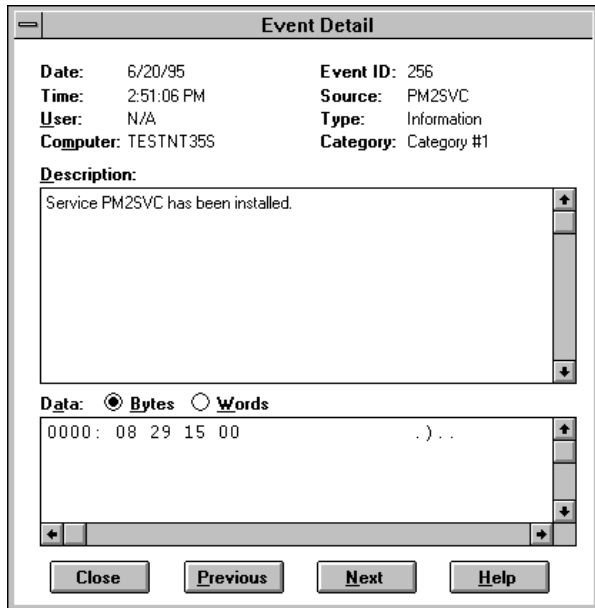 Event Detail
Date: 6/20/95 Event ID: 256
Time: 2:51:06 PM Source: PM2SVC
User: N/A Type: Information
Computer: TESTNT35S Category: Category #1
Description:
Service PM2SVC has been installed.
Data: Bytes Words
0000: 08 29 15 00 .)..
Close Previous Next Help